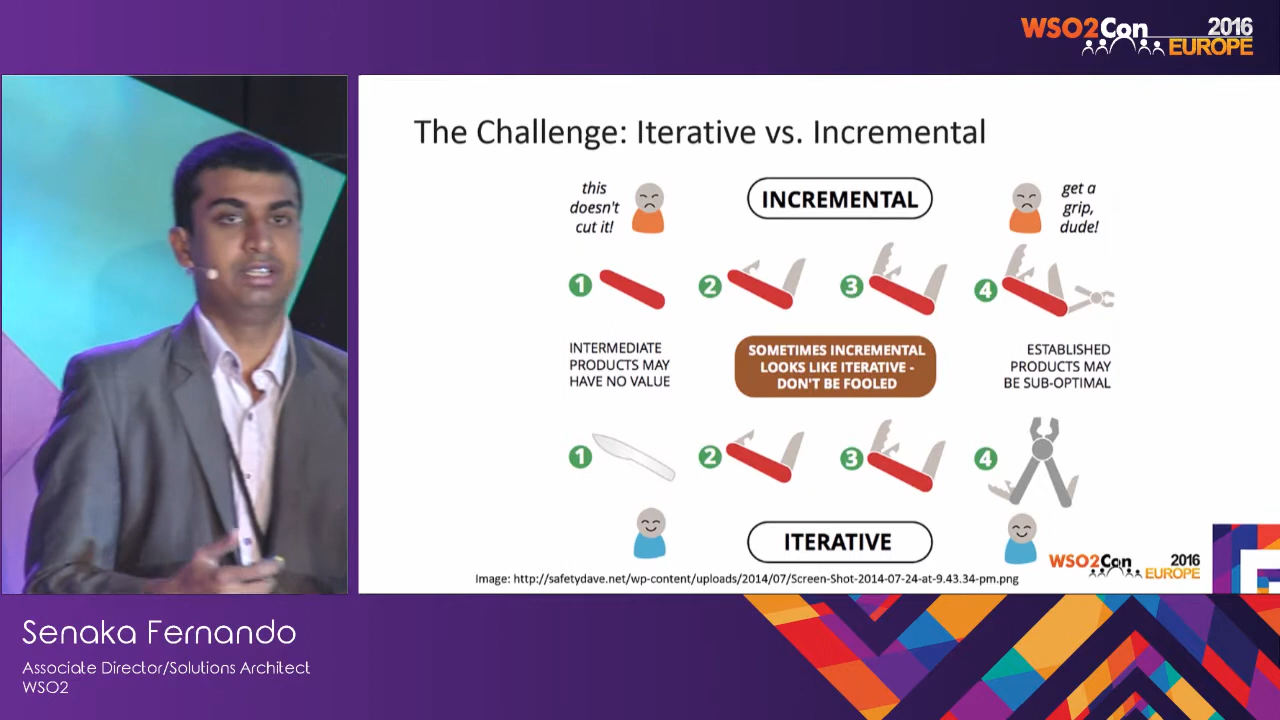 WSO2Con 2016
EUROPE
The Challenge: Iterative vs. Incremental
this
doesn't
cut it!
INCREMENTAL
get a
grip,
dude!
1
2
3
4
INTERMEDIATE
PRODUCTS MAY
HAVE NO VALUE
SOMETIMES INCREMENTAL
LOOKS LIKE ITERATIVE -
DON'T BE FOOLED
ESTABLISHED
PRODUCTS MAY
BE SUB-OPTIMAL
1
2
3
4
ITERATIVE
WSO2Con 2016
EUROPE
Image: http://safetydave.net/wp-content/uploads/2014/07/Screen-Shot-2014-07-24-at-9.43.34-pm.png
Senaka Fernando
Associate Director/Solutions Architect
WSO2